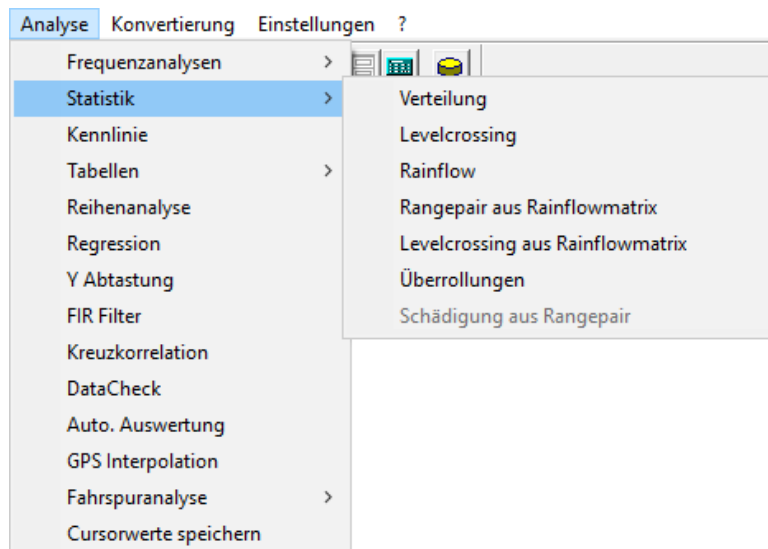 Analyse Konvertierung Einstellungen ?
Frequenzanalysen >
Statistik >
Kennlinie
Tabellen >
Reihenanalyse
Regression
Y Abtastung
FIR Filter
Kreuzkorrelation
DataCheck
Auto. Auswertung
GPS Interpolation
Fahrspuranalyse >
Cursorwerte speichern
Verteilung
Levelcrossing
Rainflow
Rangepair aus Rainflowmatrix
Levelcrossing aus Rainflowmatrix
Überrollungen
Schädigung aus Rangepair